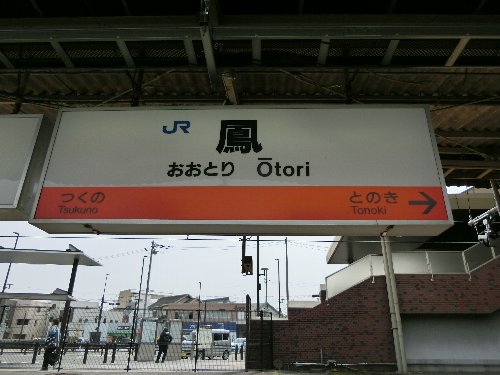 JR 鳳
おおとり Ōtori
つくの とのき →
Tsukuno Tonoki